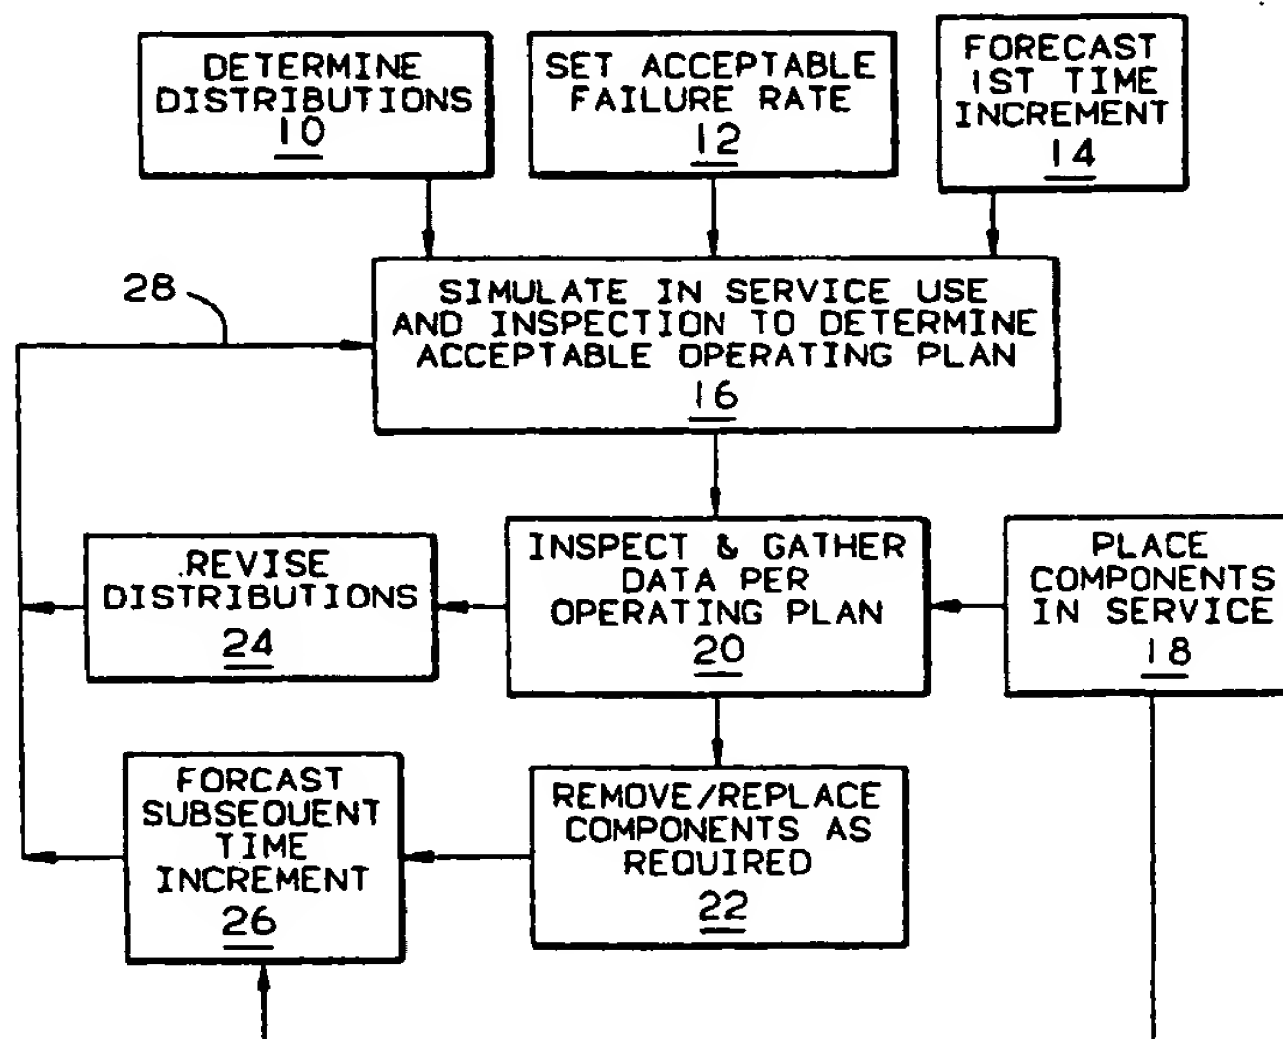 DETERMINE
DISTRIBUTIONS
10
SET ACCEPTABLE
FAILURE RATE
12
FORECAST
1ST TIME
INCREMENT
14
28
SIMULATE IN SERVICE USE
AND INSPECTION TO DETERMINE
ACCEPTABLE OPERATING PLAN
16
REVISE
DISTRIBUTIONS
24
INSPECT & GATHER
DATA PER
OPERATING PLAN
20
PLACE
COMPONENTS
IN SERVICE
18
FORCAST
SUBSEQUENT
TIME
INCREMENT
26
REMOVE/REPLACE
COMPONENTS AS
REQUIRED
22